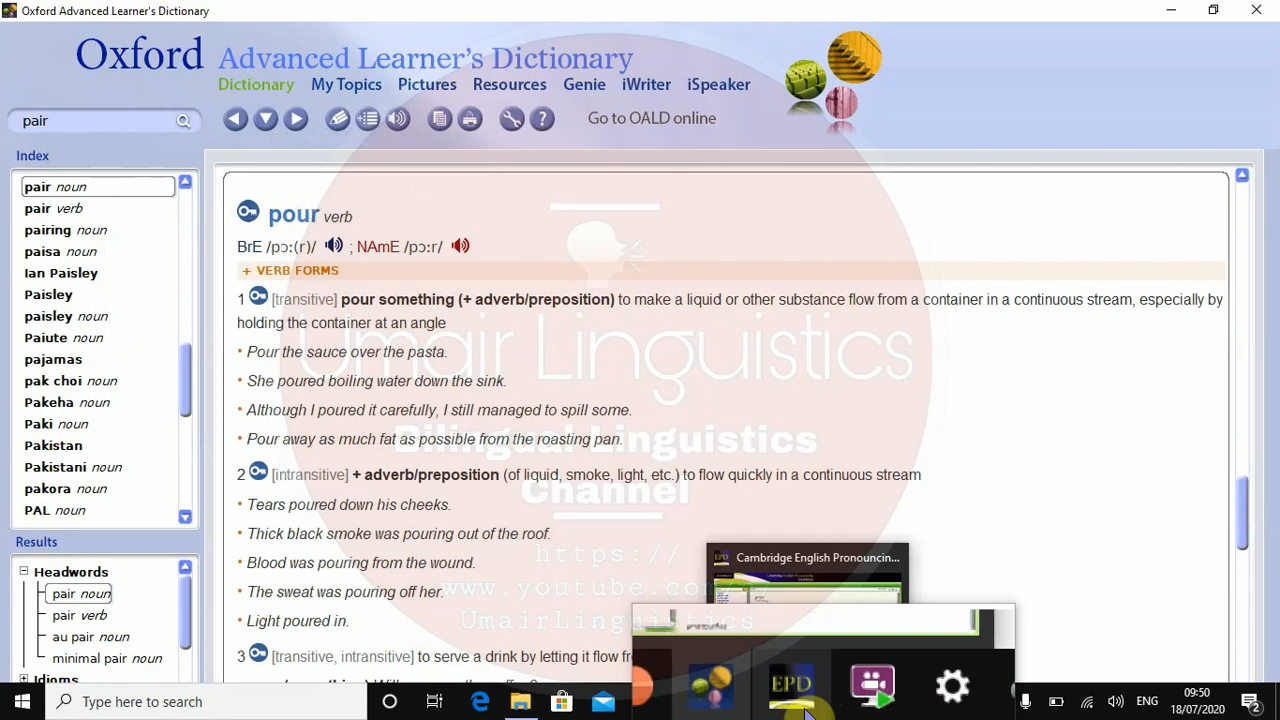 Oxford Advanced Learner's Dictionary
Oxford Advanced Learner's Dictionary
Dictionary My Topics Pictures Resources Genie iWriter iSpeaker
pair
Go to OALD online
Index
pair noun
pair verb
pairing noun
paisa noun
Ian Paisley
Paisley
paisley noun
Paiute noun
pajamas
pak choi noun
Pakeha noun
Paki noun
Pakistan
Pakistani noun
pakora noun
PAL noun
Results
Headwords
pair noun
pair verb
au pair noun
minimal pair noun
Idioms
pour verb
BrE /pɔː(r)/ ; NAmE /pɔːr/
+ VERB FORMS
1 [transitive] pour something (+ adverb/preposition) to make a liquid or other substance flow from a container in a continuous stream, especially by
holding the container at an angle
• Pour the sauce over the pasta.
• She poured boiling water down the sink.
• Although I poured it carefully, I still managed to spill some.
• Pour away as much fat as possible from the roasting pan.
2 [intransitive] + adverb/preposition (of liquid, smoke, light, etc.) to flow quickly in a continuous stream
• Tears poured down his cheeks.
• Thick black smoke was pouring out of the roof.
• Blood was pouring from the wound.
• The sweat was pouring off her.
• Light poured in.
3 [transitive, intransitive] to serve a drink by letting it flow
Umair Linguistics
Bilingual Linguistics
Channel
https://
www.youtube.com
UmairLinguistics
Cambridge English Pronouncin...
EPD
Type here to search
ENG
09:50
18/07/2020
2